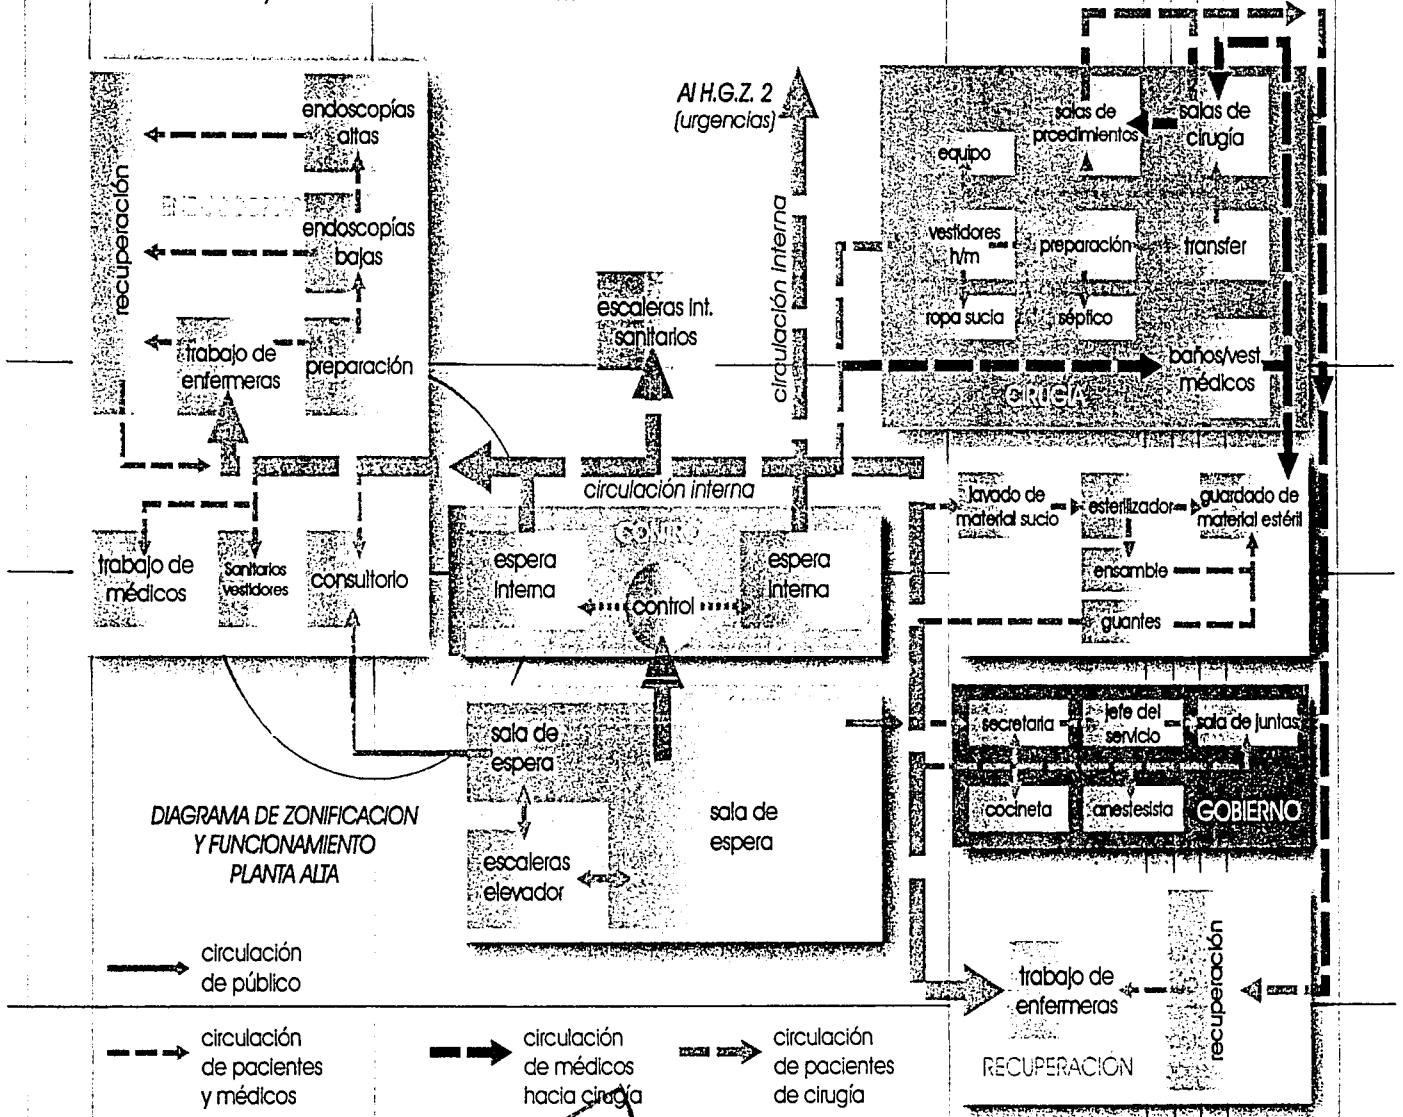 endoscopías
altas
recuperación
endoscopías
bajas
trabajo de
enfermeras
preparación
trabajo de
médicos
Sanitarios
vestidores
consultorio
Al H.G.Z. 2
(urgencias)
circulación interna
escaleras int.
sanitarios
circulación interna
CONTROL
espera
interna
control
espera
interna
sala de
espera
escaleras
elevador
sala de
espera
salas de
prcedimientos
salas de
cirugía
equipo
vestidores
h/m
preparación
transfer
ropa sucia
séptico
baños/vest.
médicos
CIRUGÍA
lavado de
material sucio
esterilizador
guardado de
material estéril
ensamble
guantes
secretaria
jefe del
servicio
sala de juntas
cocineta
anestesista
GOBIERNO
trabajo de
enfermeras
recuperación
RECUPERACIÓN
DIAGRAMA DE ZONIFICACION
Y FUNCIONAMIENTO
PLANTA ALTA
circulación
de público
circulación
de pacientes
y médicos
circulación
de médicos
hacia cirugía
circulación
de pacientes
de cirugía